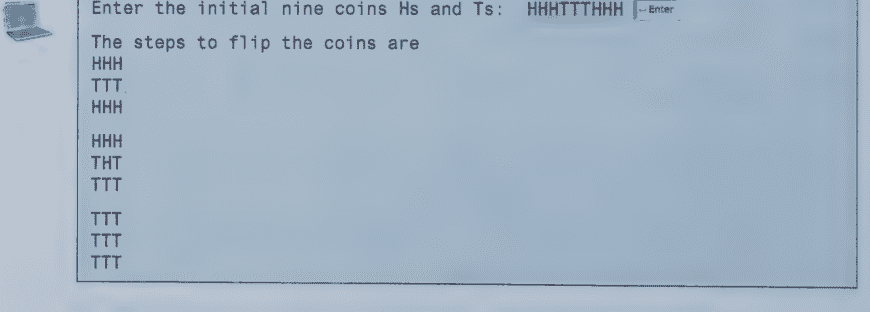 Enter the initial nine coins Hs and Ts: HHHTTTHHH ←Enter
The steps to flip the coins are
HHH
TTT
HHH
HHH
THT
TTT
TTT
TTT
TTT